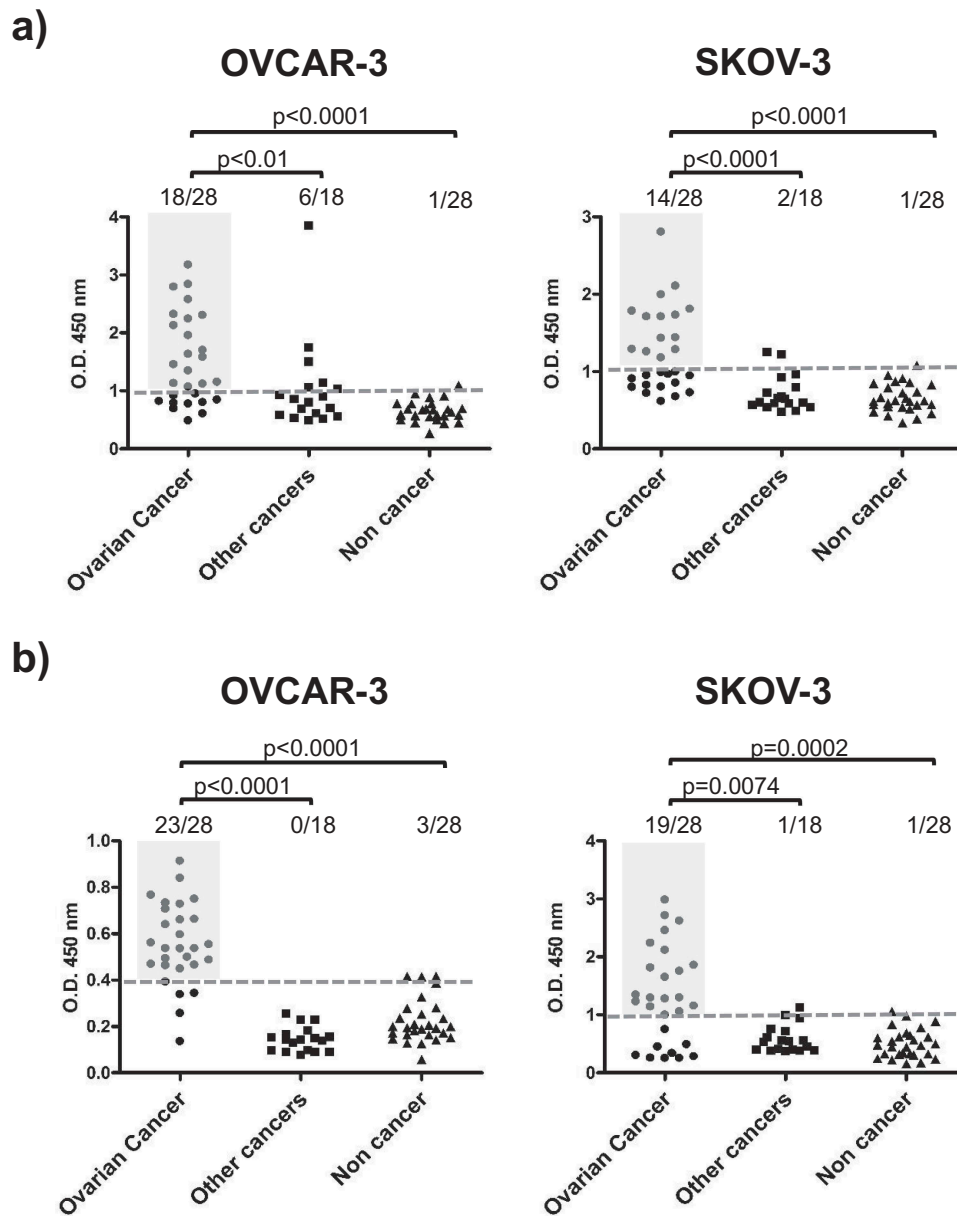 a)
OVCAR-3
SKOV-3
p<0.0001
p<0.01
18/28
6/18
1/28
4
3
2
1
0
O.D. 450 nm
Ovarian Cancer
Other cancers
Non cancer
p<0.0001
p<0.0001
14/28
2/18
1/28
3
2
1
0
O.D. 450 nm
Ovarian Cancer
Other cancers
Non cancer
b)
OVCAR-3
SKOV-3
p<0.0001
p<0.0001
23/28
0/18
3/28
1.0
0.8
0.6
0.4
0.2
0.0
O.D. 450 nm
Ovarian Cancer
Other cancers
Non cancer
p=0.0002
p=0.0074
19/28
1/18
1/28
4
3
2
1
0
O.D. 450 nm
Ovarian Cancer
Other cancers
Non cancer